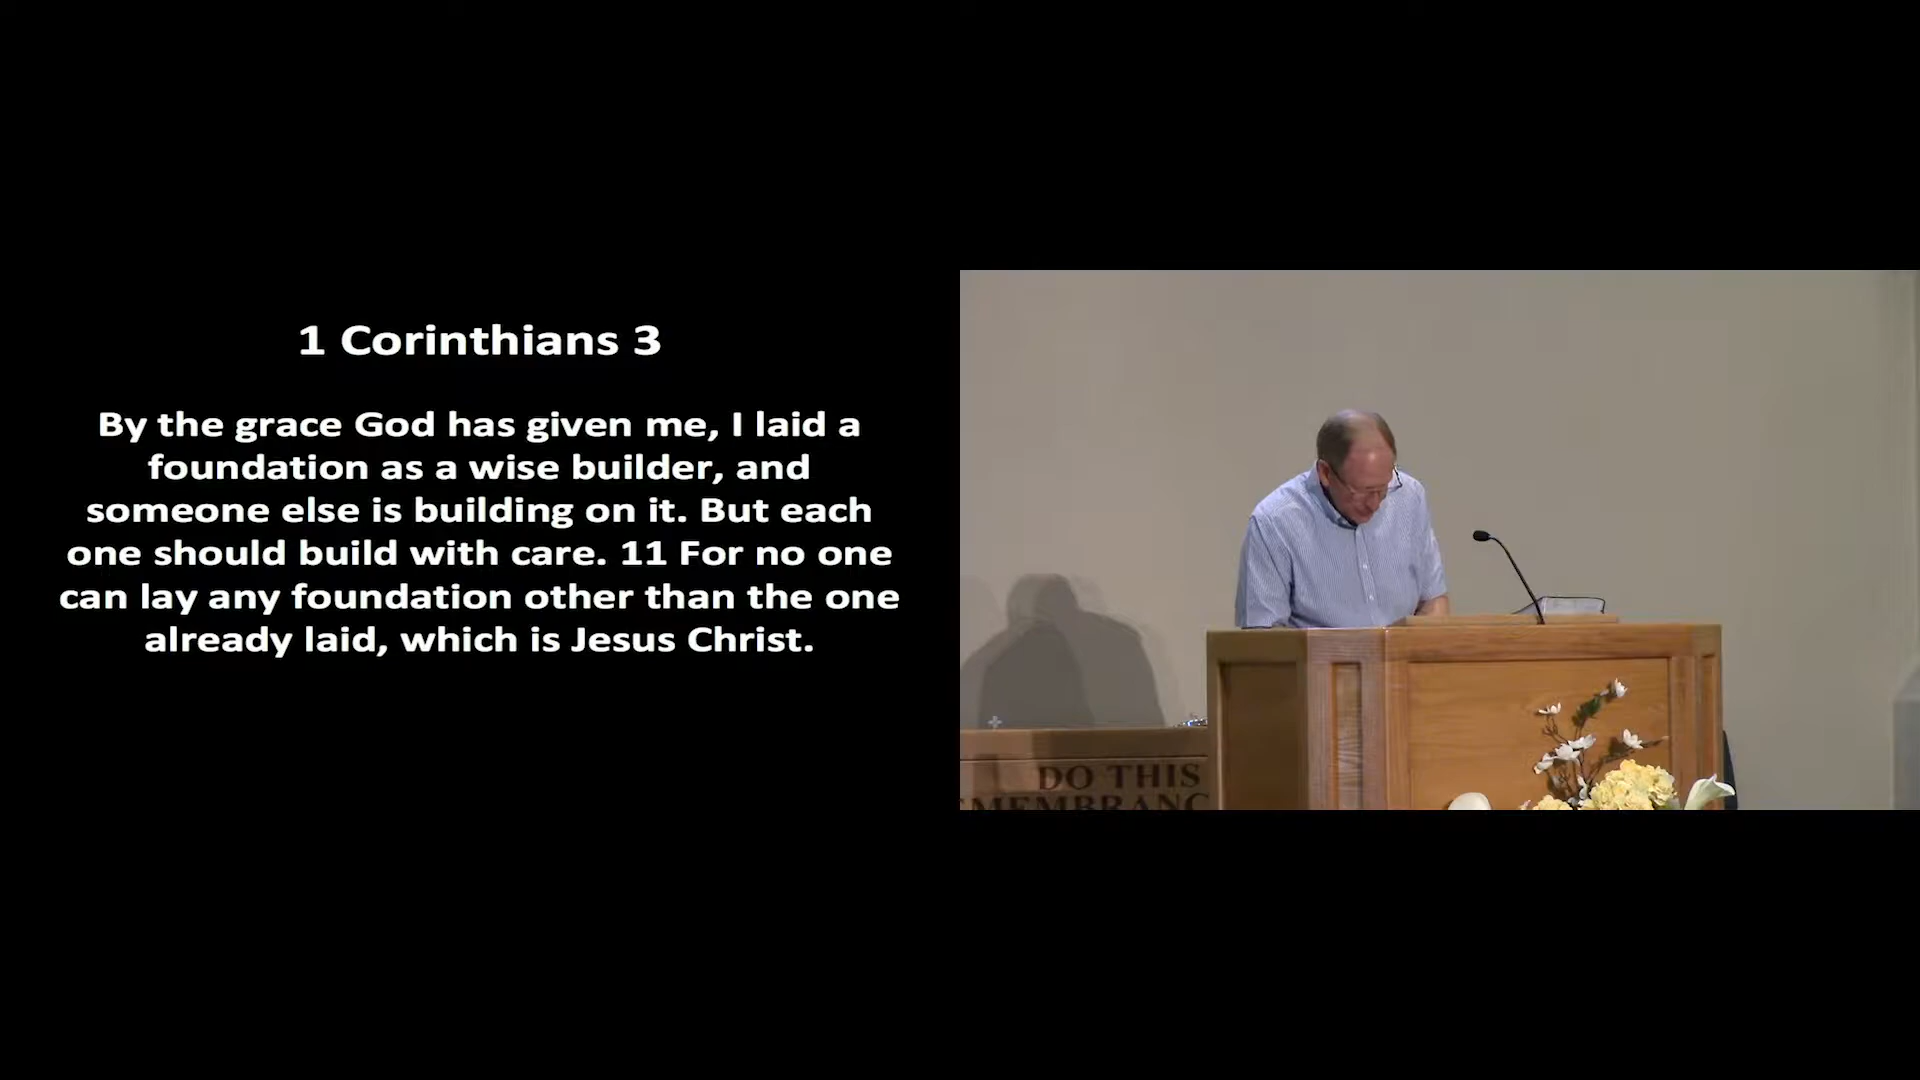 1 Corinthians 3
By the grace God has given me, I laid a
foundation as a wise builder, and
someone else is building on it. But each
one should build with care. 11 For no one
can lay any foundation other than the one
already laid, which is Jesus Christ.
DO THIS
MEMBRANC